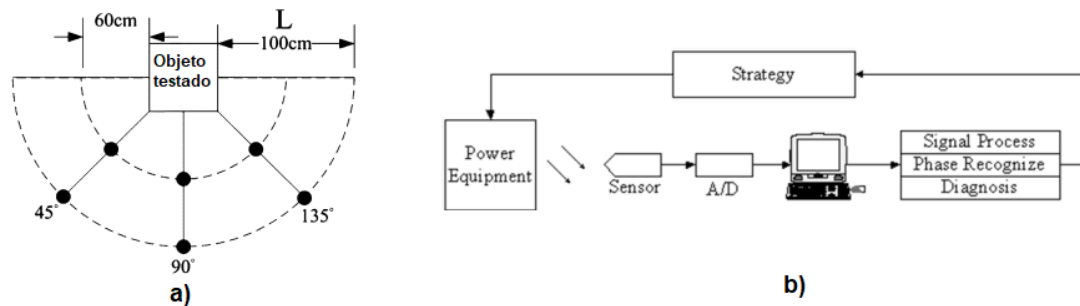 60cm
L
100cm
Objeto
testado
45°
90°
135°
a)
Strategy
Power
Equipment
Sensor
A/D
Signal Process
Phase Recognize
Diagnosis
b)